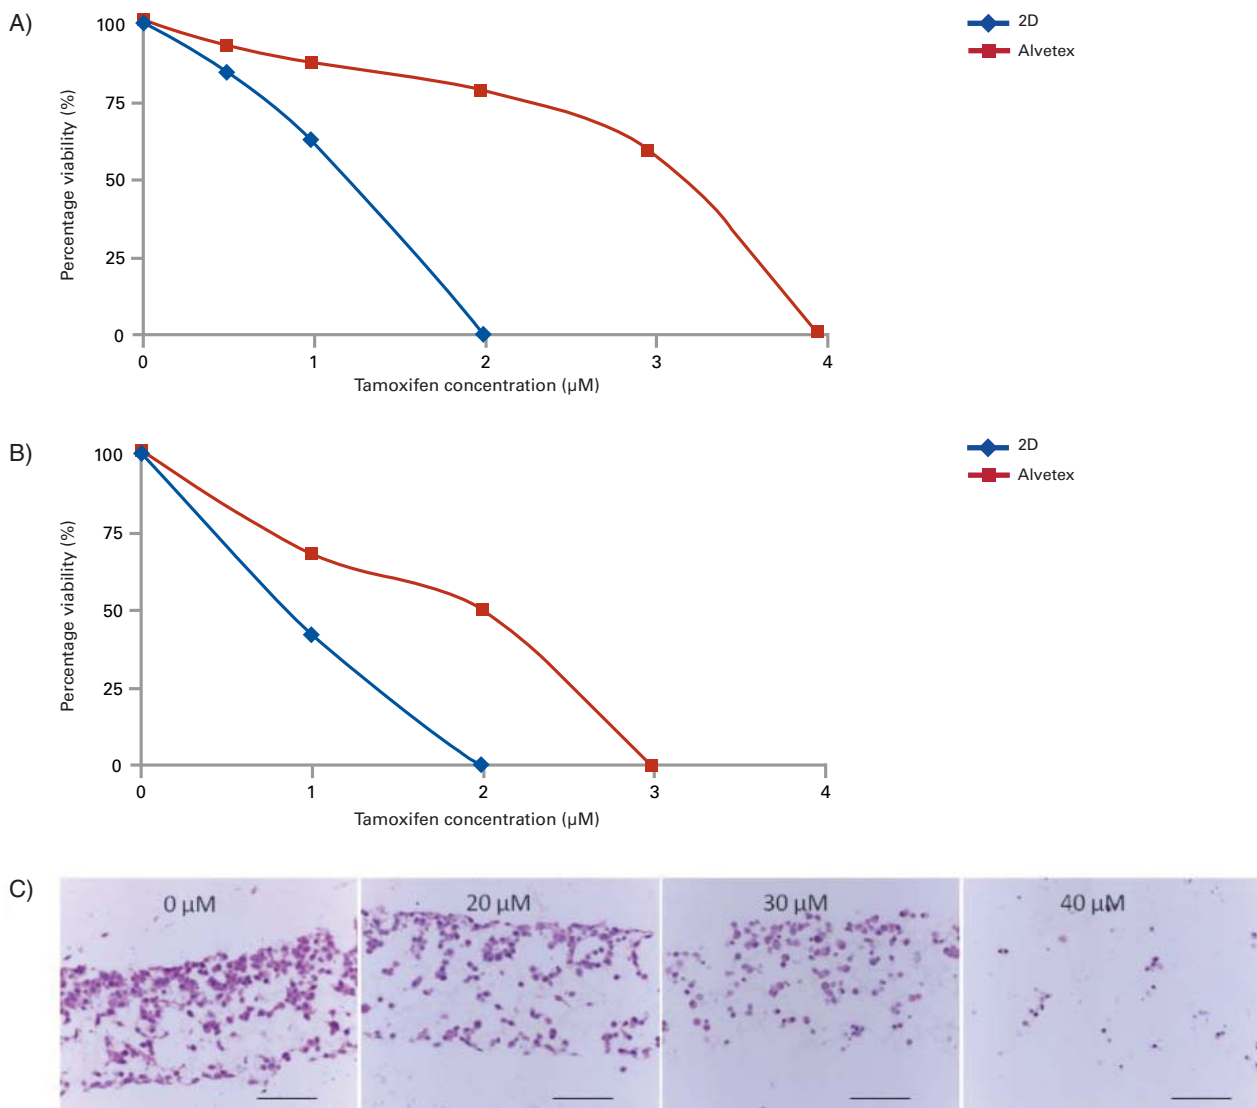 A)
2D
Alvetex
100
75
50
25
0
Percentage viability (%)
0 1 2 3 4
Tamoxifen concentration (µM)
B)
2D
Alvetex
100
75
50
25
0
Percentage viability (%)
0 1 2 3 4
Tamoxifen concentration (µM)
C)
0 µM 20 µM 30 µM 40 µM